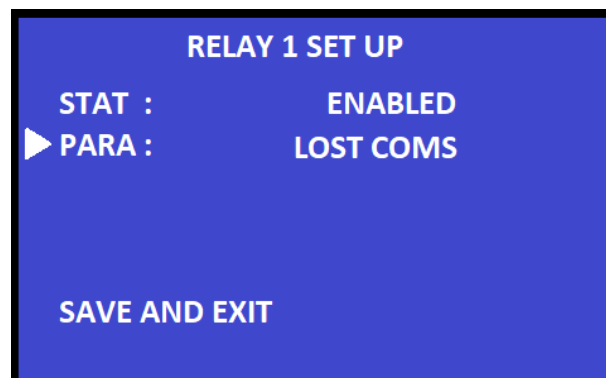 RELAY 1 SET UP
STAT : ENABLED
PARA : LOST COMS
SAVE AND EXIT